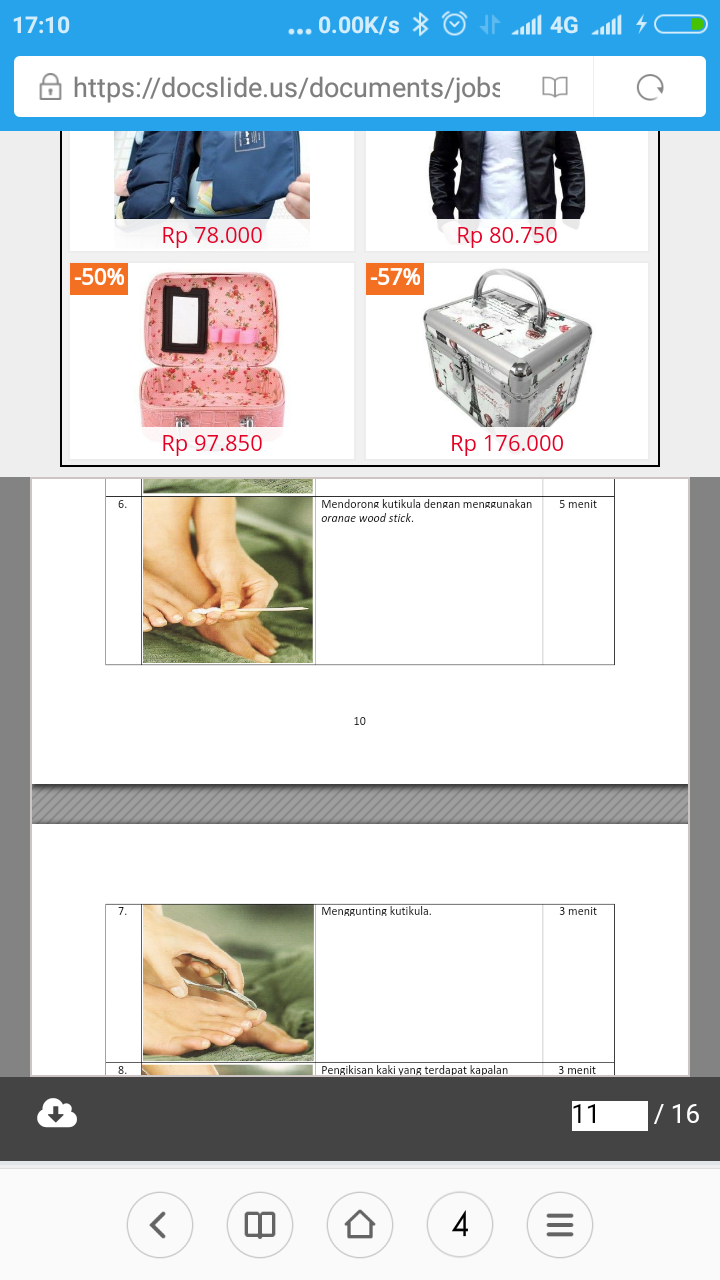 17:10
... 0.00K/s 4G
https://docslide.us/documents/jobs
Rp 78.000
Rp 80.750
-50%
-57%
Rp 97.850
Rp 176.000
6.
Mendorong kutikula dengan menggunakan
5 menit
orange wood stick.
10
7.
Menggunting kutikula.
3 menit
8.
Pengikisan kaki yang terdapat kapalan
3 menit
11 / 16
4